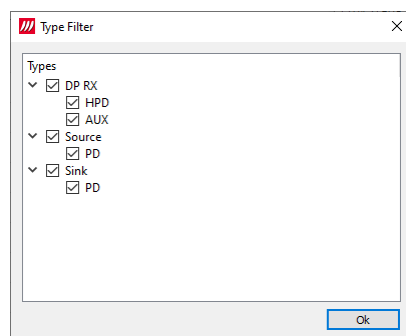 Type Filter
Types
DP RX
HPD
AUX
Source
PD
Sink
PD
Ok